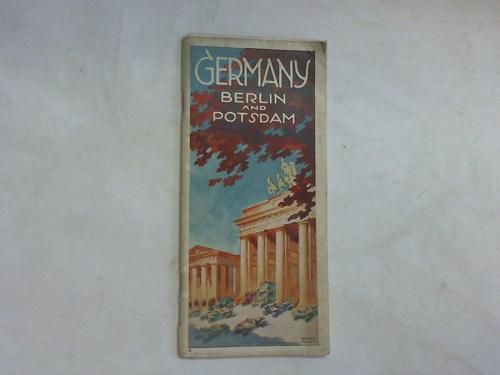 GERMANY
BERLIN
AND
POTSDAM